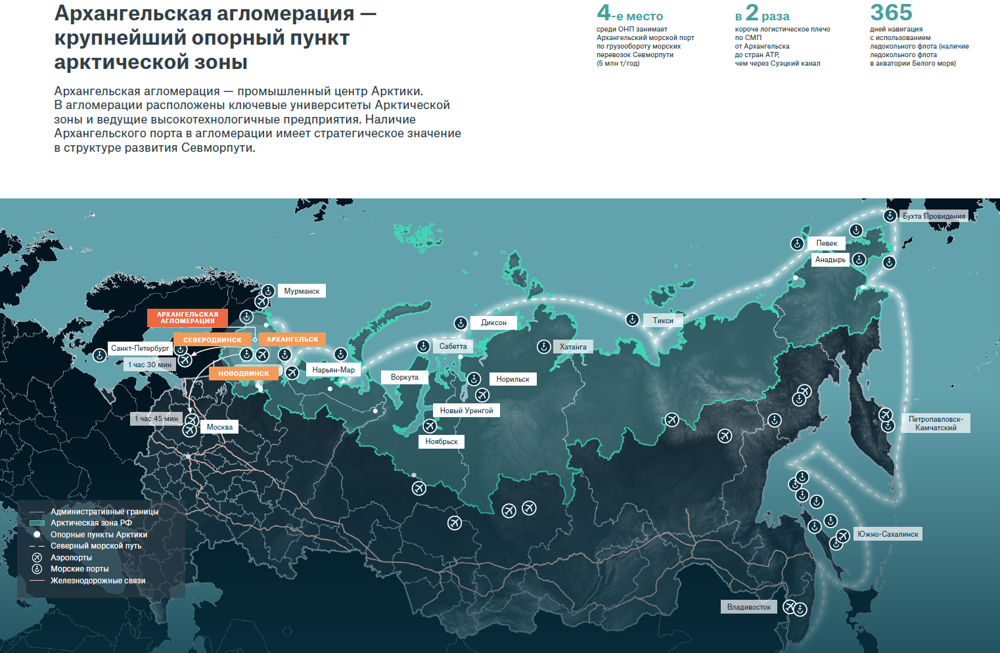 Архангельская агломерация —
крупнейший опорный пункт
арктической зоны
Архангельская агломерация — промышленный центр Арктики.
В агломерации расположены ключевые университеты Арктической
зоны и ведущие высокотехнологичные предприятия. Наличие
Архангельского порта в агломерации имеет стратегическое значение
в структуре развития Севморпути.
4-е место
среди ОНП занимает
Архангельский морской порт
по грузообороту морских
перевозок Севморпути
(5 млн т/год)
в 2 раза
короче логистическое плечо
по СМП
от Архангельска
до стран АТР,
чем через Суэцкий канал
365
дней навигация
с использованием
ледокольного флота (наличие
ледокольного флота
в акватории Белого моря)
Бухта Провидения
Певек
Анадырь
Мурманск
АРХАНГЕЛЬСКАЯ
АГЛОМЕРАЦИЯ
Диксон
Тикси
СЕВЕРОДВИНСК
АРХАНГЕЛЬСК
Санкт-Петербург
Сабетта
Хатанга
1 час 30 мин
НОВОДВИНСК
Нарьян-Мар
Воркута
Норильск
Новый Уренгой
1 час 45 мин
Москва
Ноябрьск
Петропавловск-
Камчатский
Южно-Сахалинск
Владивосток
Административные границы
Арктическая зона РФ
Опорные пункты Арктики
Северный морской путь
Аэропорты
Морские порты
Железнодорожные связи